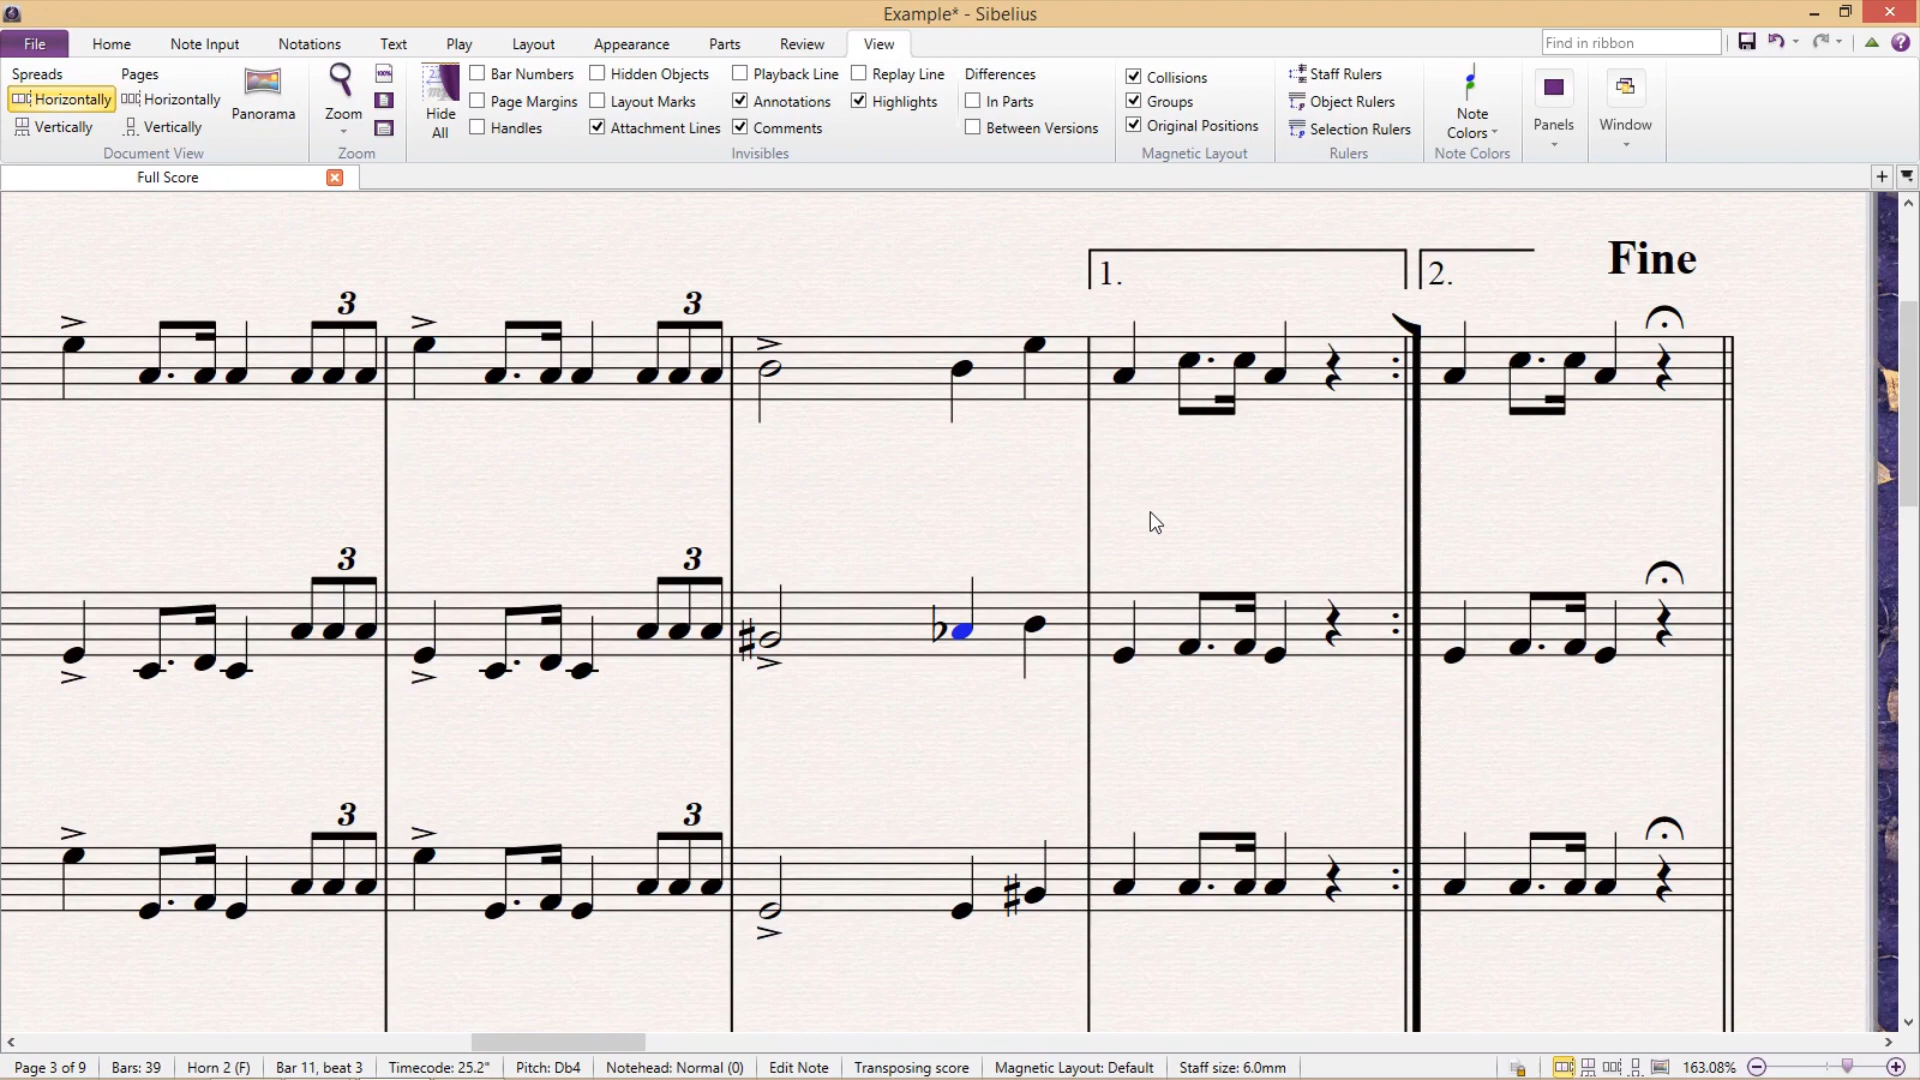 Example* - Sibelius
File Home Note Input Notations Text Play Layout Appearance Parts Review View Find in ribbon
Spreads Pages
Horizontally Horizontally
Vertically Vertically
Panorama
Document View
Zoom
100%
Zoom
Hide All
Bar Numbers Hidden Objects Playback Line Replay Line
Page Margins Layout Marks Annotations Highlights
Handles Attachment Lines Comments
Invisibles
Differences
In Parts
Between Versions
Collisions
Groups
Original Positions
Magnetic Layout
Staff Rulers
Object Rulers
Selection Rulers
Rulers
Note Colors
Note Colors
Panels
Window
Full Score
1. 2. Fine
3 3
3 3
3 3
Page 3 of 9 Bars: 39 Horn 2 (F) Bar 11, beat 3 Timecode: 25.2" Pitch: Db4 Notehead: Normal (0) Edit Note Transposing score Magnetic Layout: Default Staff size: 6.0mm 163.08%